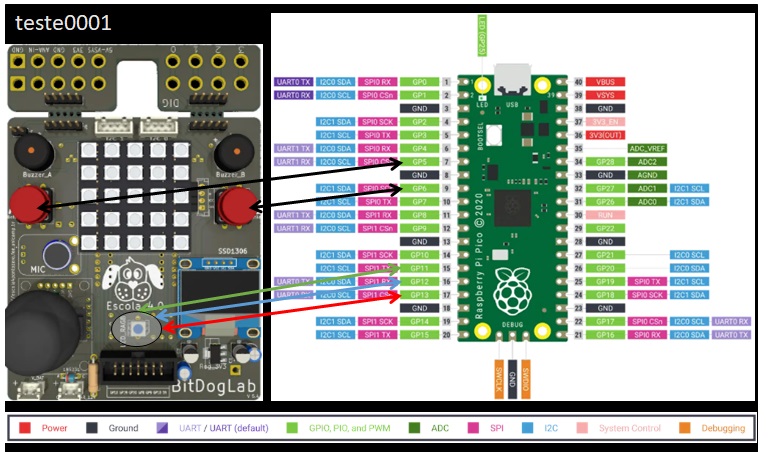 teste0001
GND AMA-IN GND 3V3 VSYS 5V-
0 1 2 3
DIG
Buzzer_A
Buzzer_B
MIC
SSD1306
Escola 4.0
Reg_3V3
BitDogLab
LED (GP25)
LED USB
BOOTSEL
Raspberry Pi Pico © 2020
DEBUG
SWCLK GND SWDIO
UART0 TX I2C0 SDA SPI0 RX GP0 1
UART0 RX I2C0 SCL SPI0 CSn GP1 2
GND 3
I2C1 SDA SPI0 SCK GP2 4
I2C1 SCL SPI0 TX GP3 5
UART1 TX I2C0 SDA SPI0 RX GP4 6
UART1 RX I2C0 SCL SPI0 CSn GP5 7
GND 8
I2C1 SDA SPI0 SCK GP6 9
I2C1 SCL SPI0 TX GP7 10
UART1 TX I2C0 SDA SPI1 RX GP8 11
UART1 RX I2C0 SCL SPI1 CSn GP9 12
GND 13
I2C1 SDA SPI1 SCK GP10 14
I2C1 SCL SPI1 TX GP11 15
UART0 TX I2C0 SDA SPI1 RX GP12 16
UART0 RX I2C0 SCL SPI1 CSn GP13 17
GND 18
I2C1 SDA SPI1 SCK GP14 19
I2C1 SCL SPI1 TX GP15 20
40 VBUS
39 VSYS
38 GND
37 3V3_EN
36 3V3(OUT)
35 ADC_VREF
34 GP28 ADC2
33 GND AGND
32 GP27 ADC1 I2C1 SCL
31 GP26 ADC0 I2C1 SDA
30 RUN
29 GP22
28 GND
27 GP21 I2C0 SCL
26 GP20 I2C0 SDA
25 GP19 SPI0 TX I2C1 SCL
24 GP18 SPI0 SCK I2C1 SDA
23 GND
22 GP17 SPI0 CSn I2C0 SCL UART0 RX
21 GP16 SPI0 RX I2C0 SDA UART0 TX
Power Ground UART / UART (default) GPIO, PIO, and PWM ADC SPI I2C System Control Debugging